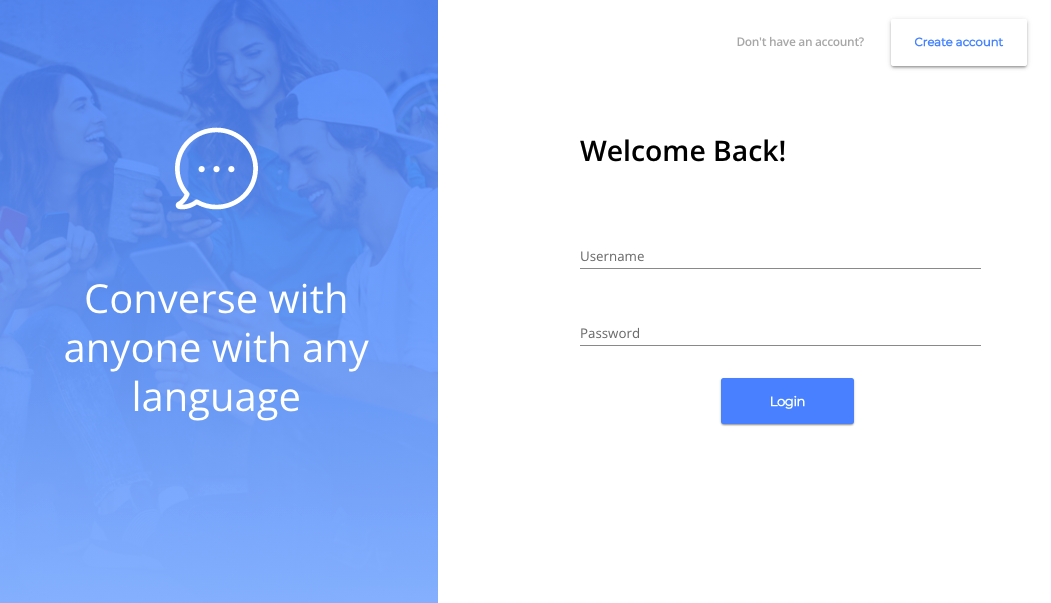 Don't have an account?
Create account
Converse with
anyone with any
language
Welcome Back!
Username
Password
Login